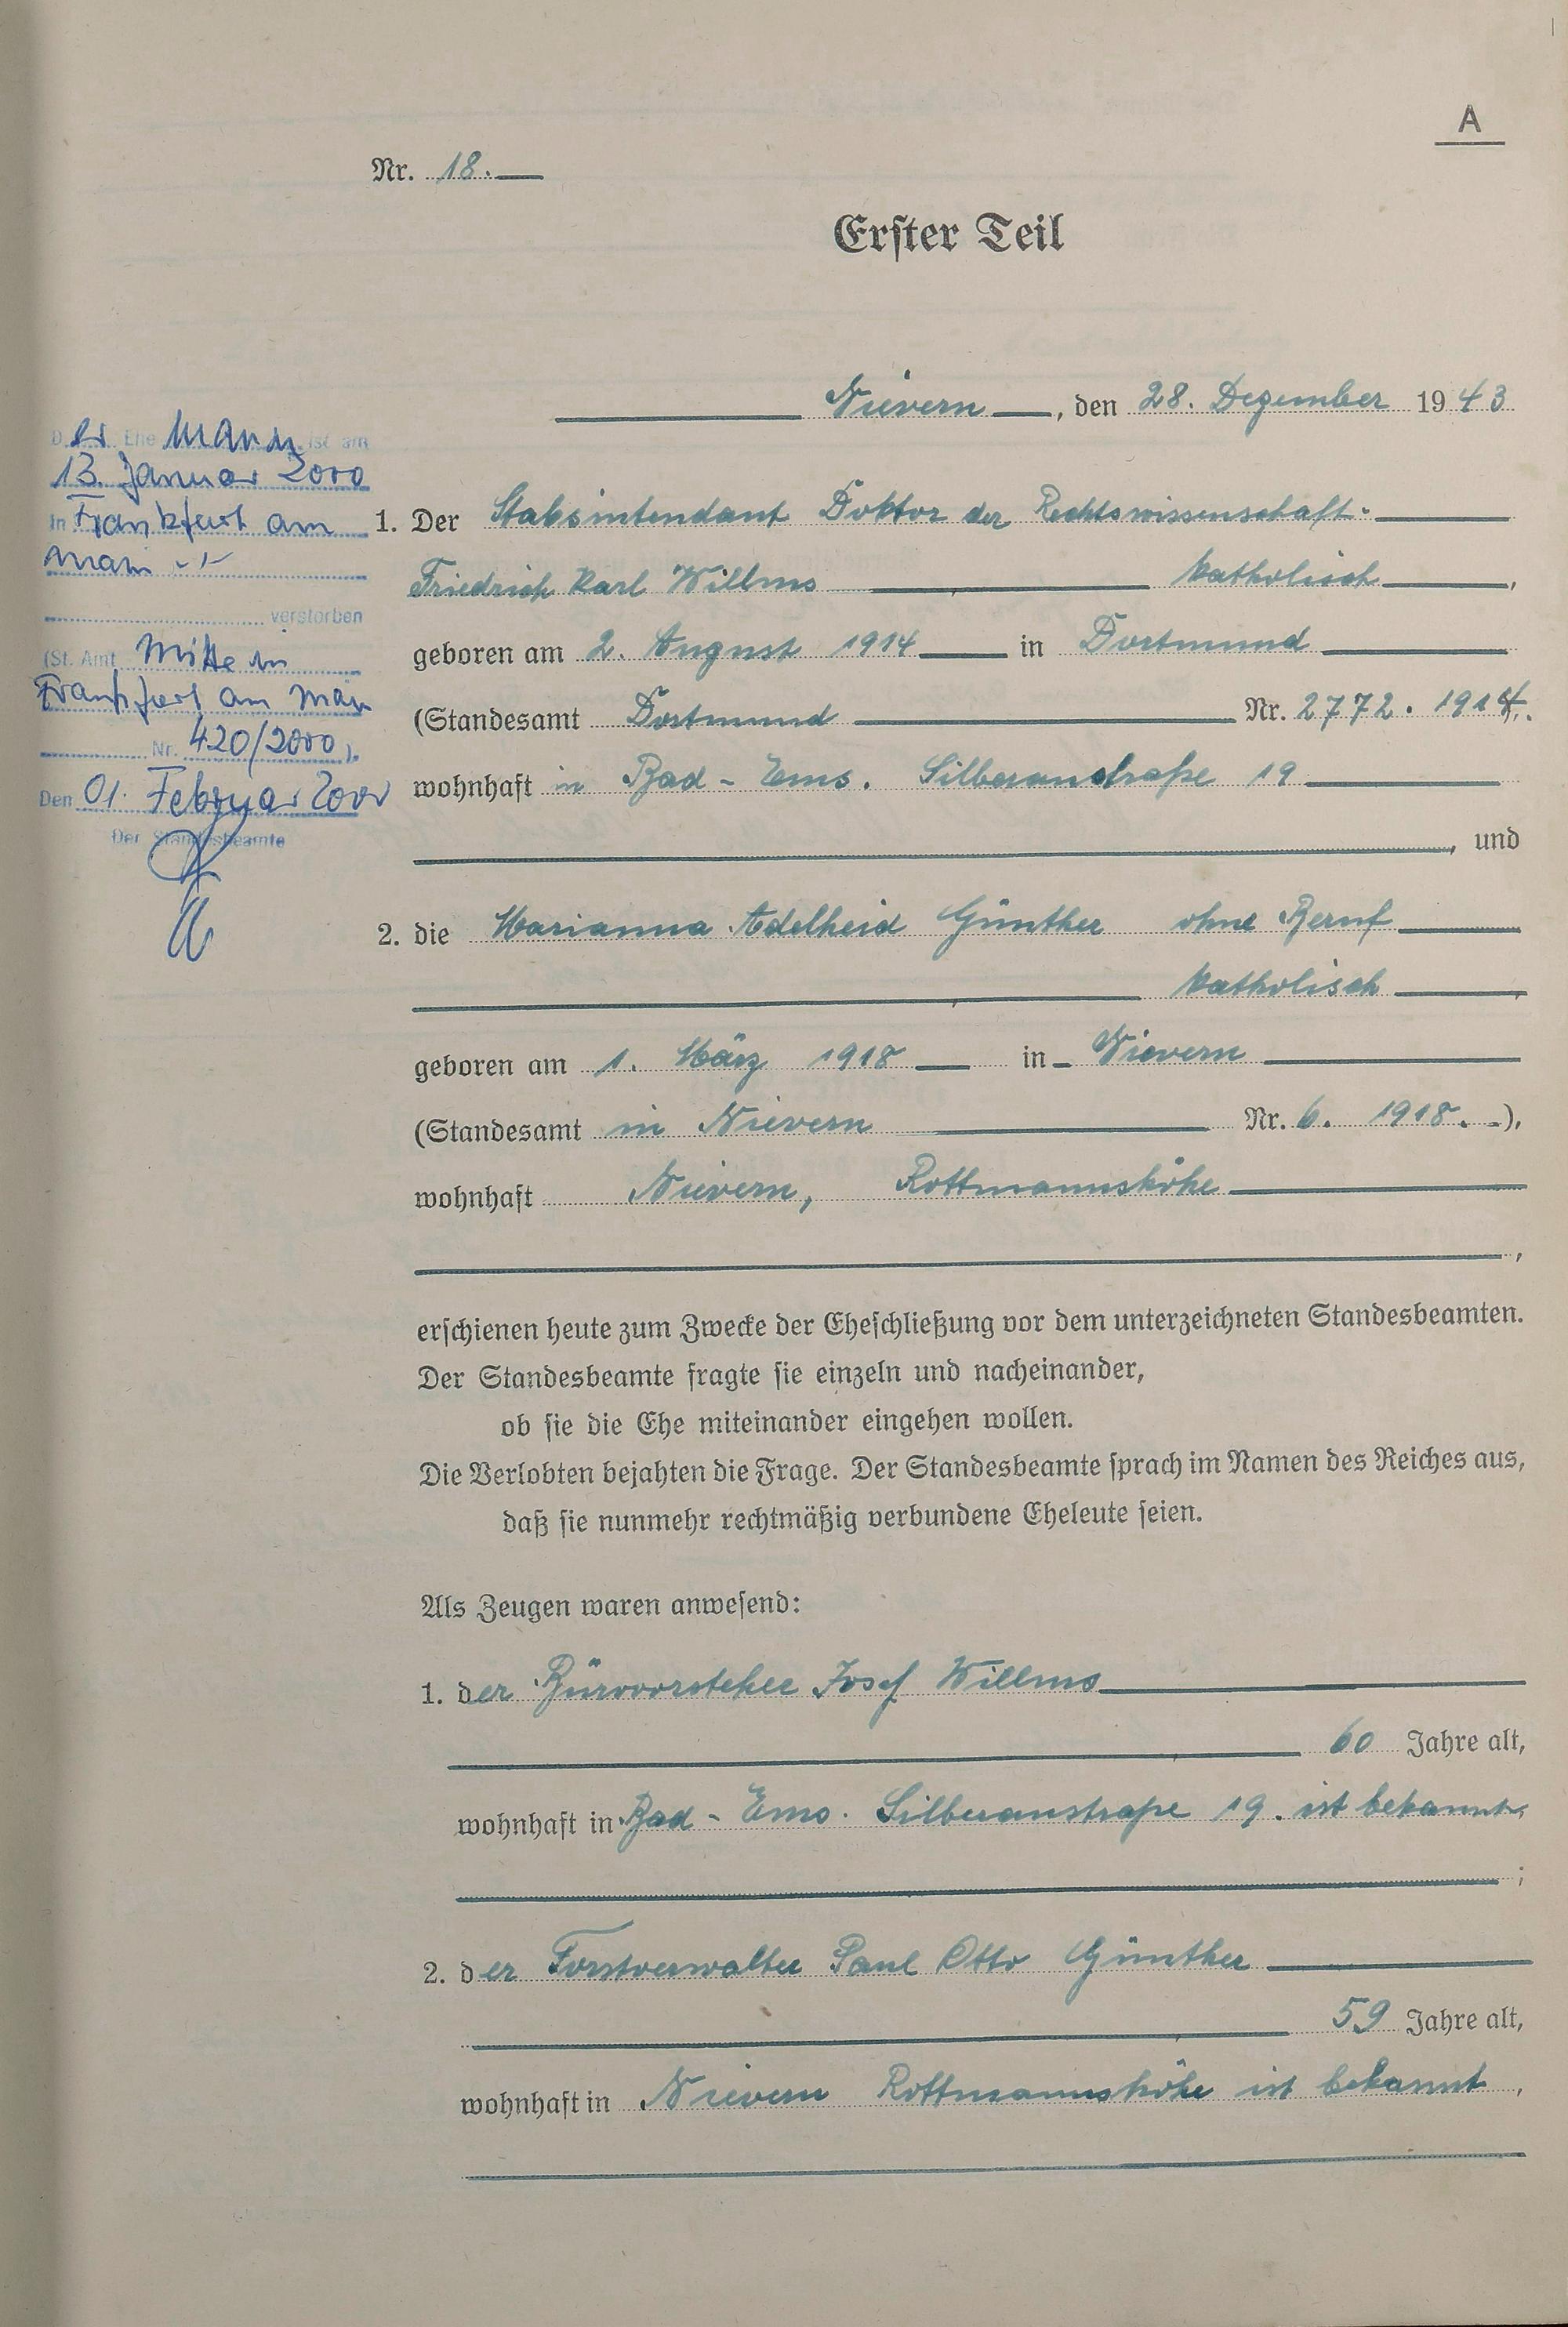 A
Nr. 18.
Erster Teil
Nievern, den 28. Dezember 1943
Der Ehemann ist am
13. Januar 2000
in Frankfurt am
Main
verstorben
(St. Amt Mitte in
Frankfurt am Main
Nr. 420/2000).
Den 01. Februar 2000
Der Standesbeamte
1. Der Stabsintendant Doktor der Rechtswissenschaft
Friedrich Karl Willms katholisch,
geboren am 2. August 1914 in Dortmund
(Standesamt Dortmund Nr. 2772. 1914.
wohnhaft in Bad-Ems. Silberaustraße 19
, und
2. die Marianna Adelheid Günther ohne Beruf
katholisch,
geboren am 1. März 1918 in Nievern
(Standesamt in Nievern Nr. 6. 1918.),
wohnhaft Nievern, Rottmannshöhe
,
erschienen heute zum Zwecke der Eheschließung vor dem unterzeichneten Standesbeamten.
Der Standesbeamte fragte sie einzeln und nacheinander,
ob sie die Ehe miteinander eingehen wollen.
Die Verlobten bejahten die Frage. Der Standesbeamte sprach im Namen des Reiches aus,
daß sie nunmehr rechtmäßig verbundene Eheleute seien.
Als Zeugen waren anwesend:
1. der Bürovorsteher Josef Willms
60 Jahre alt,
wohnhaft in Bad-Ems. Silberaustraße 19. ist bekannt,
;
2. der Forstverwalter Paul Otto Günther
59 Jahre alt,
wohnhaft in Nievern Rottmannshöhe ist bekannt,